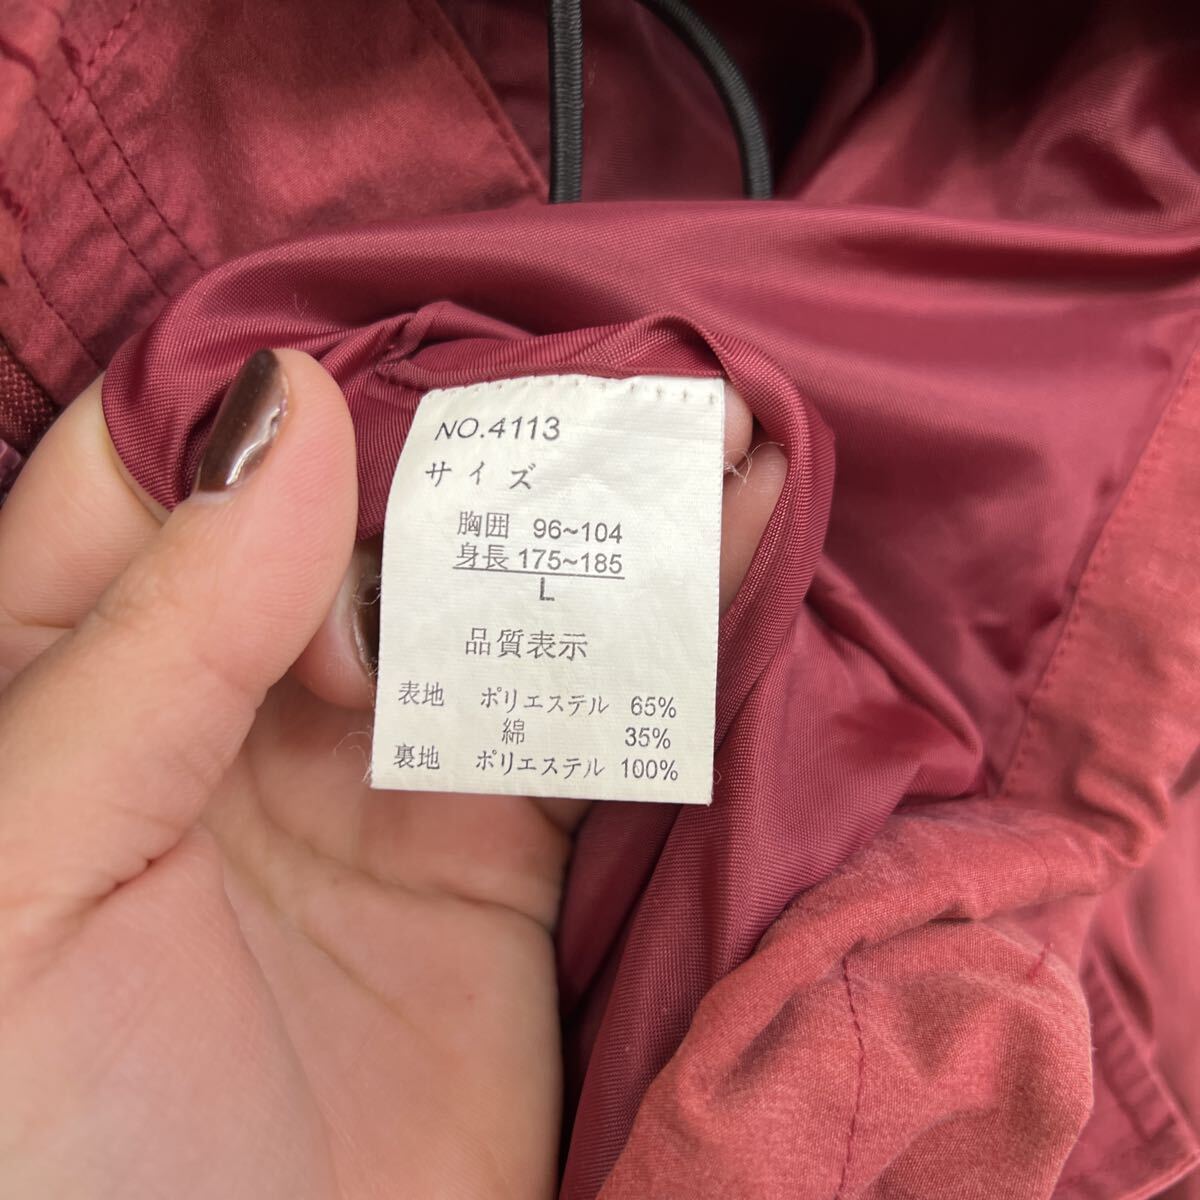 NO.4113
サイズ
胸囲 96~104
身長 175~185
L
品質表示
表地 ポリエステル 65%
綿 35%
裏地 ポリエステル 100%